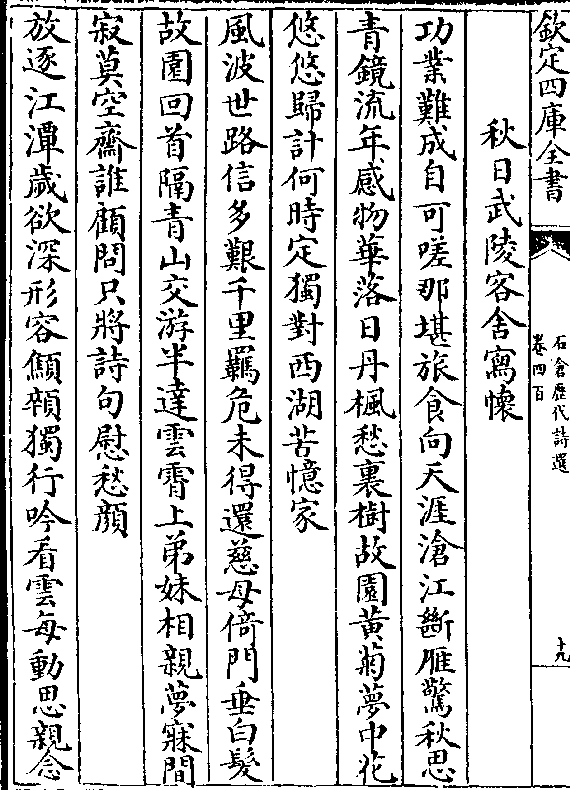 欽定四庫全書
石倉歷代詩選
卷四百
十九
秋日武陵客舍寓懷
功業難成自可嗟那堪旅食向天涯滄江斷雁驚秋思
青鏡流年感物華落日丹楓愁裏樹故園黃菊夢中花
悠悠歸計何時定獨對西湖苦憶家
風波世路信多艱千里羈危未得還慈母倚門垂白髮
故園回首隔青山交游半達雲霄上弟妹相親夢寐間
寂莫空齋誰顧問只將詩句慰愁顔
放逐江潭歲欲深形容顦顇獨行吟看雲每動思親念